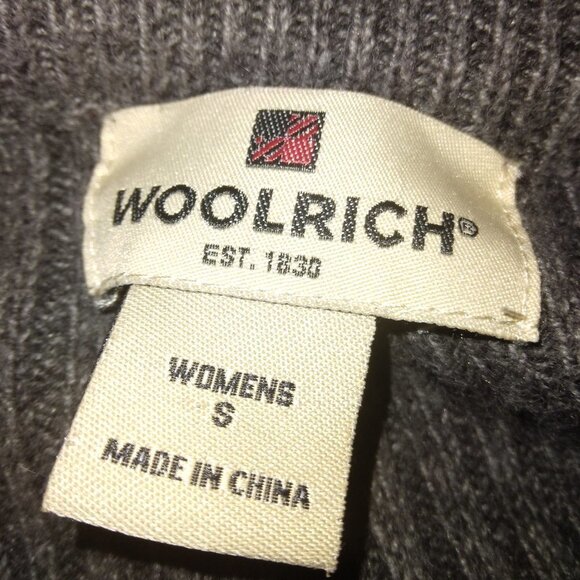 WOOLRICH®
EST. 1830
WOMENS
S
MADE IN CHINA